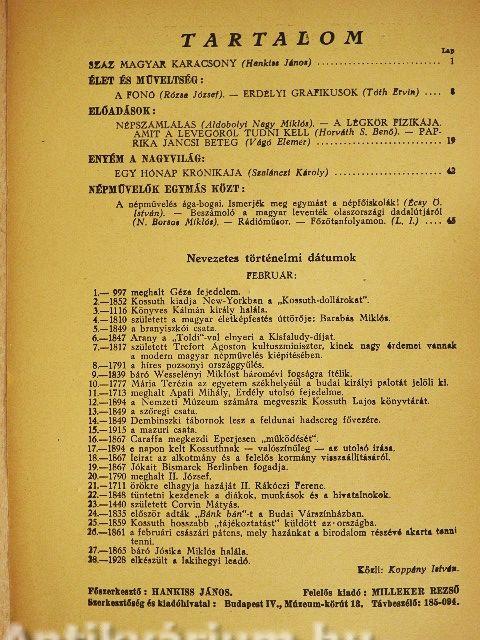 TARTALOM
Lap
SZÁZ MAGYAR KARÁCSONY (Hankiss János) 1
ÉLET ÉS MŰVELTSÉG:
A FONÓ (Rózsa József). — ERDÉLYI GRAFIKUSOK (Tóth Ervin) 8
ELŐADÁSOK:
NÉPSZÁMLÁLÁS (Aldobolyi Nagy Miklós). — A LÉGKÖR FIZIKÁJA.
AMIT A LEVEGŐRŐL TUDNI KELL (Horváth S. Benő). — PAP-
RIKA JANCSI BETEG (Vágó Elemér) 19
ENYÉM A NAGYVILÁG:
EGY HÓNAP KRÓNIKÁJA (Szalánczi Károly) 42
NÉPMŰVELŐK EGYMÁS KÖZT:
A népművelés ága-bogai. Ismerjék meg egymást a népfőiskolák! (Écsy Ö.
István). — Beszámoló a magyar leventék olaszországi dadalútjáról
(N. Borsos Miklós). — Rádióműsor. — Főzőtanfolyamon. (L. I.) 45
Nevezetes történelmi dátumok
FEBRUÁR:
1.— 997 meghalt Géza fejedelem.
2.—1852 Kossuth kiadja New-Yorkban a „Kossuth-dollárokat".
3.—1116 Könyves Kálmán király halála.
4.—1810 született a magyar életképfestés úttörője: Barabás Miklós.
5.—1849 a branyiszkói csata.
6.—1847 Arany a „Toldi"-val elnyeri a Kisfaludy-díjat.
7.—1817 született Trefort Ágoston kultuszminiszter, kinek nagy érdemei vannak
a modern magyar népművelés kiépítésében.
8.—1791 a híres pozsonyi országgyűlés.
9.—1839 báró Wesselényi Miklóst háromévi fogságra ítélik.
10.—1777 Mária Terézia az egyetem székhelyéül a budai királyi palotát jelöli ki.
11.—1713 meghalt Apafi Mihály, Erdély utolsó fejedelme.
12.—1894 a Nemzeti Múzeum számára megveszik Kossuth Lajos könyvtárát.
13.—1849 a szőregi csata.
14.—1849 Dembinszki tábornok lesz a feldunai hadsereg fővezére.
15.—1915 a mazuri csata.
16.—1867 Caraffa megkezdi Eperjesen „működését".
17.—1894 e napon kelt Kossuthnak — valószínűleg — az utolsó írása.
18.—1867 leirat az alkotmány és a felelős kormány visszaállításáról.
19.—1867 Jókait Bismarck Berlinben fogadja.
20.—1790 meghalt II. József.
21.—1711 örökre elhagyja hazáját II. Rákóczi Ferenc.
22.—1848 tüntetni kezdenek a diákok, munkások és a hivatalnokok.
23.—1440 született Corvin Mátyás.
24.—1835 először adták „Bánk bán"-t a Budai Várszínházban.
25.—1859 Kossuth hosszabb „tájékoztatást" küldött az országba.
26.—1861 a februári császári pátens, mely hazánkat a birodalom részévé akarta tenni
tenni.
27.—1865 báró Jósika Miklós halála.
28.—1928 elkészült a lakihegyi leadó.
Közli: Koppány István.
Főszerkesztő: HANKISS JÁNOS. Felelős kiadó: MILLEKER REZSŐ
Szerkesztőség és kiadóhivatal: Budapest IV., Múzeum-körút 18. Távbeszélő: 185-094.